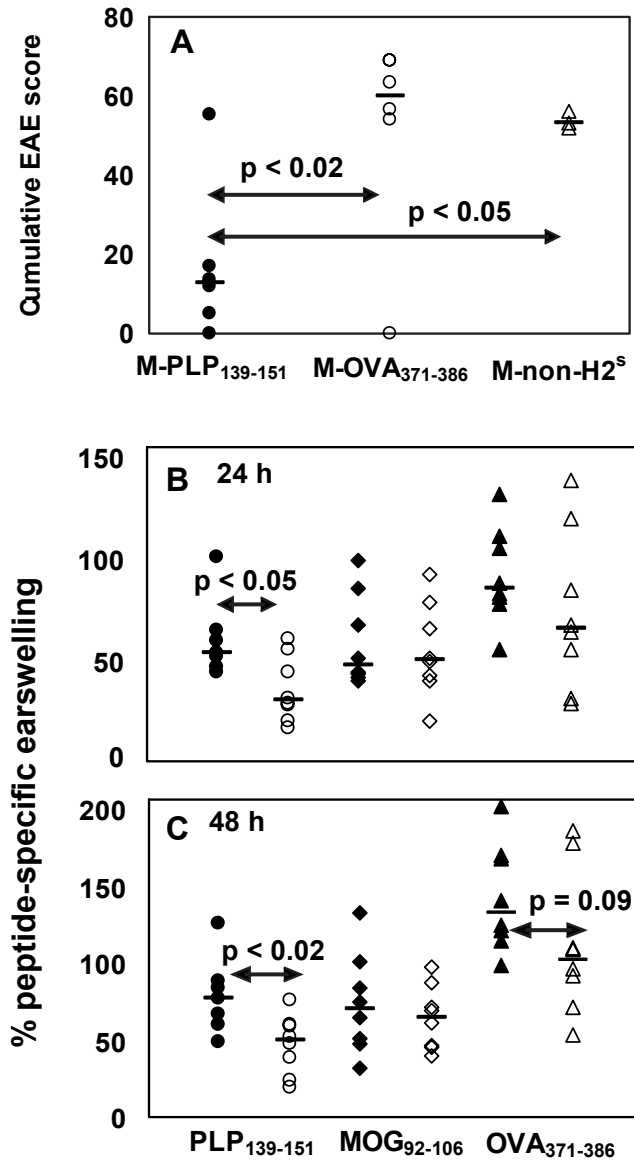 80
A
60
40
20
0
Cumulative EAE score
p < 0.02
p < 0.05
M-PLP139-151 M-OVA371-386 M-non-H2s
150
B 24 h
100
p < 0.05
50
0
% peptide-specific earswelling
200
C 48 h
150
p = 0.09
p < 0.02
100
50
0
PLP139-151 MOG92-106 OVA371-386